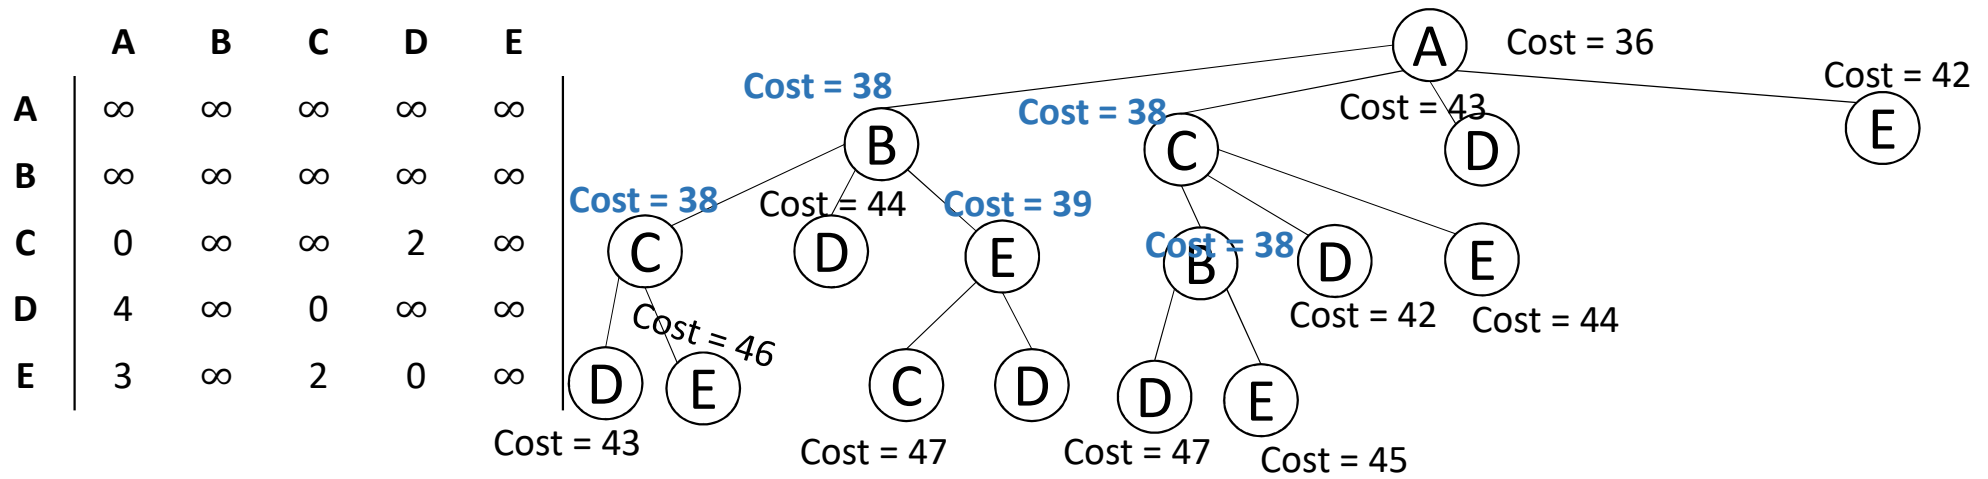 A B C D E
A ∞ ∞ ∞ ∞ ∞
B ∞ ∞ ∞ ∞ ∞
C 0 ∞ ∞ 2 ∞
D 4 ∞ 0 ∞ ∞
E 3 ∞ 2 0 ∞
A Cost = 36
Cost = 38
Cost = 38
Cost = 43
Cost = 42
B C D E
Cost = 38
Cost = 44
Cost = 39
Cost = 38
C D E B D E
Cost = 42
Cost = 44
Cost = 46
D E C D D E
Cost = 43
Cost = 47
Cost = 47
Cost = 45